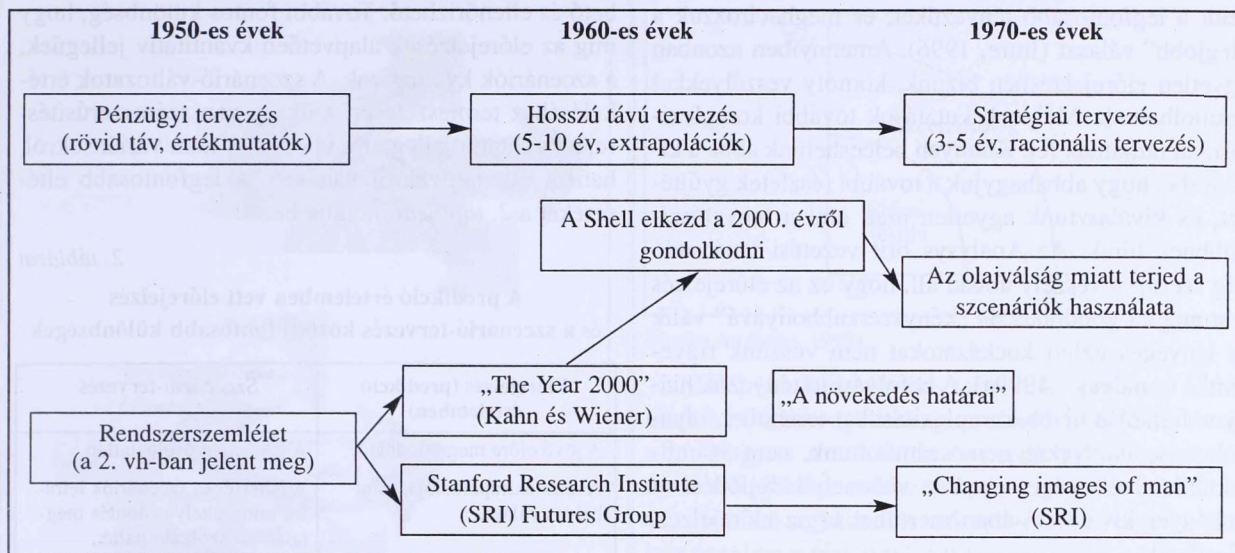 1950-es évek
1960-as évek
1970-es évek
Pénzügyi tervezés
(rövid táv, értékmutatók)
Hosszú távú tervezés
(5-10 év, extrapolációk)
Stratégiai tervezés
(3-5 év, racionális tervezés)
A Shell elkezd a 2000. évről
gondolkodni
Az olajválság miatt terjed a
szcenáriók használata
„The Year 2000”
(Kahn és Wiener)
„A növekedés határai”
Rendszerszemlélet
(a 2. vh-ban jelent meg)
Stanford Research Institute
(SRI) Futures Group
„Changing images of man”
(SRI)